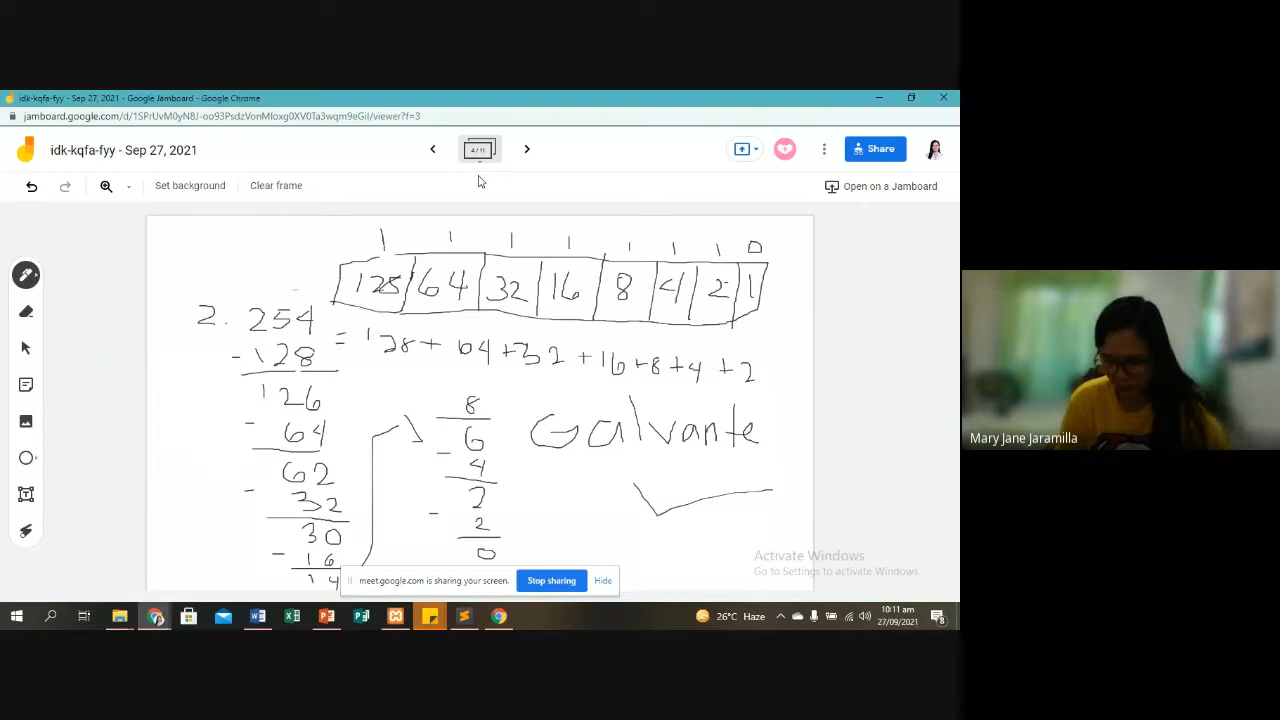 idk-kqfa-fyy - Sep 27, 2021 - Google Jamboard - Google Chrome
jamboard.google.com/d/1SPrUvM0yN8J-oo93PsdzVonMIoxg0XV0Ta3wqm9eGiI/viewer?f=3
idk-kqfa-fyy - Sep 27, 2021
4 / 11
Share
Set background Clear frame
Open on a Jamboard
1 1 1 1 1 1 1 0
128 64 32 16 8 4 2 1
2. 254
- 128 = 128 + 64 + 32 + 16 + 8 + 4 + 2
126
- 64
62
- 32
30
- 16
14
8
6
- 4
2
- 2
0
Galvante
Activate Windows
Go to Settings to activate Windows.
meet.google.com is sharing your screen. Stop sharing Hide
26°C Haze
10:11 am
27/09/2021
8
Mary Jane Jaramilla